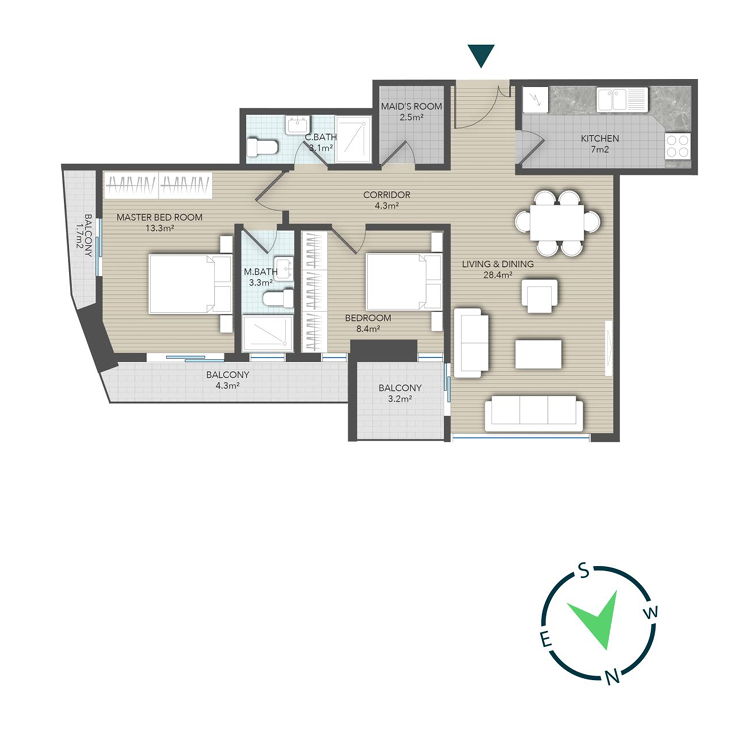 MAID'S ROOM
2.5m²
C.BATH
3.1m²
KITCHEN
7m2
CORRIDOR
4.3m²
MASTER BED ROOM
13.3m²
BALCONY
1.7m2
M.BATH
3.3m²
LIVING & DINING
28.4m²
BEDROOM
8.4m²
BALCONY
4.3m²
BALCONY
3.2m²
S
W
E
N